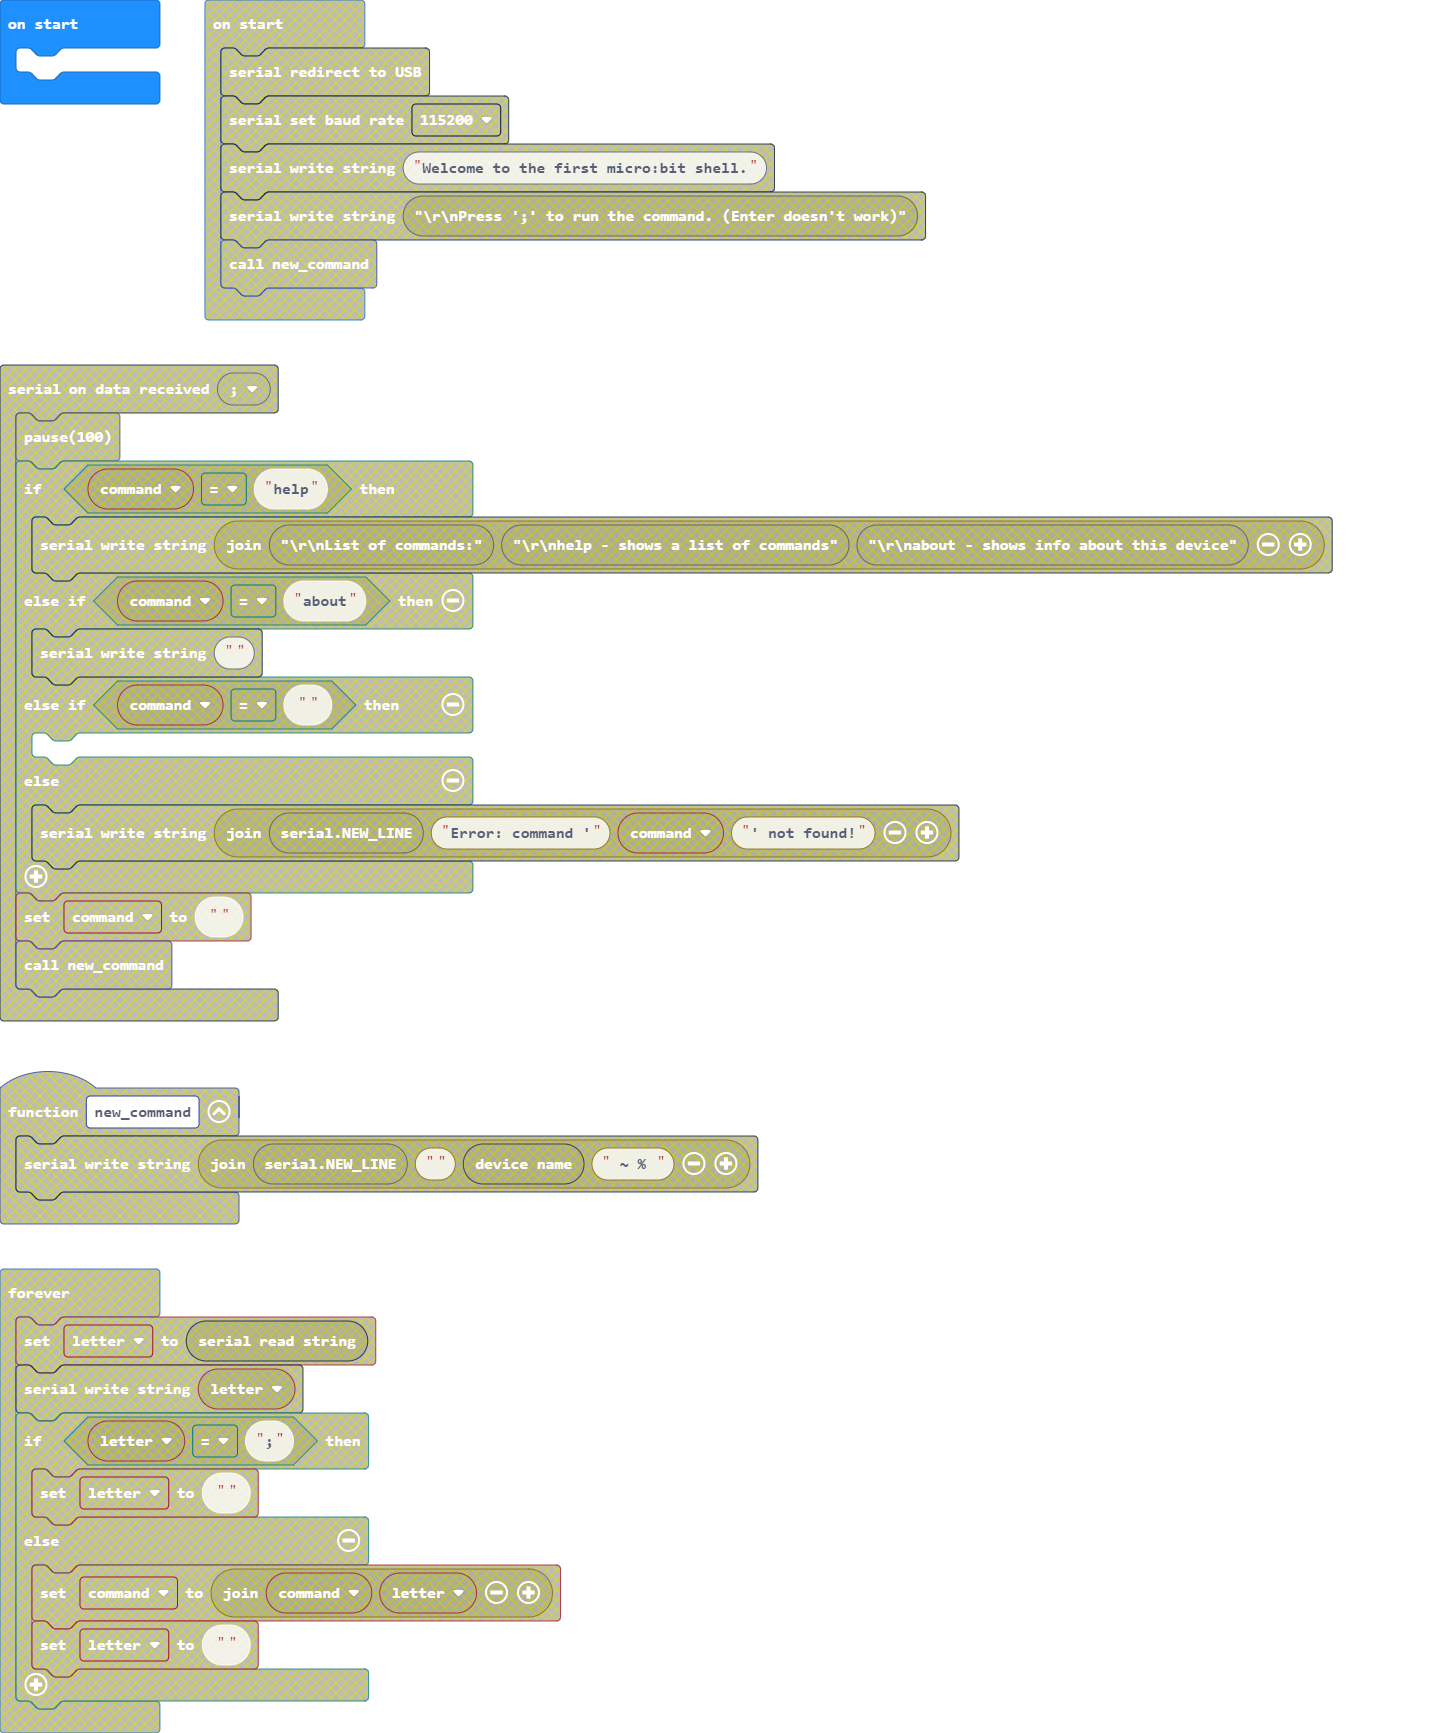 on start
on start
serial redirect to USB
serial set baud rate 115200
serial write string "Welcome to the first micro:bit shell."
serial write string "\r\nPress ';' to run the command. (Enter doesn't work)"
call new_command
serial on data received ;
pause(100)
if command = "help" then
serial write string join "\r\nList of commands:" "\r\nhelp - shows a list of commands" "\r\nabout - shows info about this device"
else if command = "about" then
serial write string ""
else if command = "" then
else
serial write string join serial.NEW_LINE "Error: command '" command "' not found!"
set command to ""
call new_command
function new_command
serial write string join serial.NEW_LINE "" device name " ~ % "
forever
set letter to serial read string
serial write string letter
if letter = ";" then
set letter to ""
else
set command to join command letter
set letter to ""